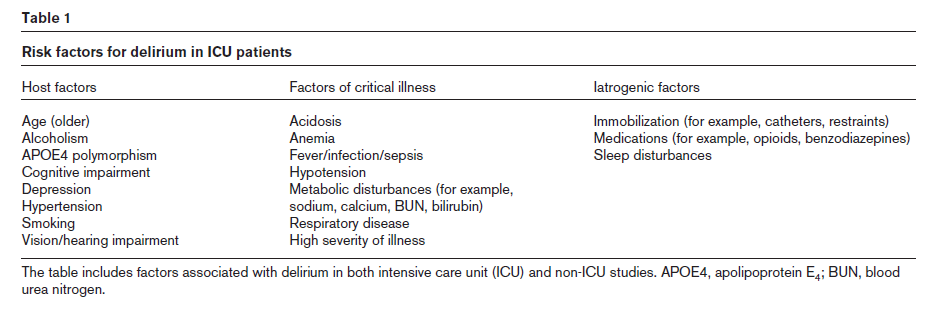 Table 1
Risk factors for delirium in ICU patients
Host factors Factors of critical illness Iatrogenic factors
Age (older) Acidosis Immobilization (for example, catheters, restraints)
Alcoholism Anemia Medications (for example, opioids, benzodiazepines)
APOE4 polymorphism Fever/infection/sepsis Sleep disturbances
Cognitive impairment Hypotension
Depression Metabolic disturbances (for example,
Hypertension sodium, calcium, BUN, bilirubin)
Smoking Respiratory disease
Vision/hearing impairment High severity of illness
The table includes factors associated with delirium in both intensive care unit (ICU) and non-ICU studies. APOE4, apolipoprotein E₄; BUN, blood
urea nitrogen.